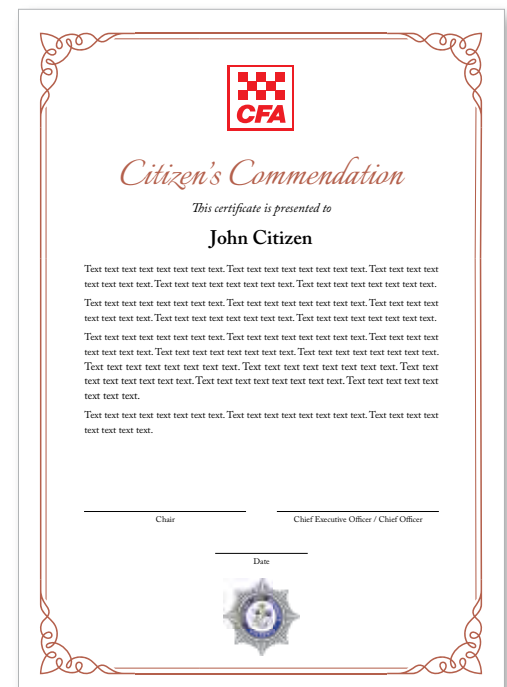 CFA
Citizen's Commendation
This certificate is presented to
John Citizen
Text text text text text text text text. Text text text text text text text text. Text text text text
text text text text. Text text text text text text text text. Text text text text text text text text.
Text text text text text text text text. Text text text text text text text text. Text text text text
text text text text. Text text text text text text text text. Text text text text text text text text.
Text text text text text text text text. Text text text text text text text text. Text text text text
text text text text. Text text text text text text text text. Text text text text text text text text.
Text text text text text text text text. Text text text text text text text text. Text text text
text text text text text text. Text text text text text text text text text. Text text text text text
text text text.
Text text text text text text text text. Text text text text text text text text. Text text text text
text text text text.
Chair
Chief Executive Officer / Chief Officer
Date